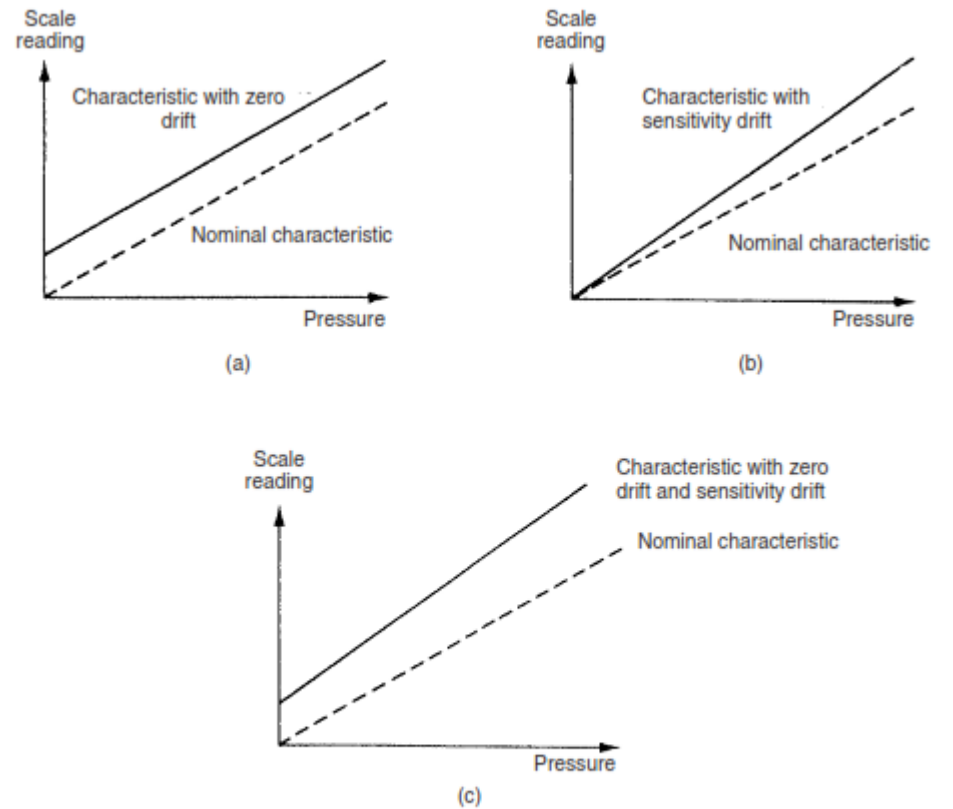 Scale
reading
Characteristic with zero
drift
Nominal characteristic
Pressure
(a)
Scale
reading
Characteristic with
sensitivity drift
Nominal characteristic
Pressure
(b)
Scale
reading
Characteristic with zero
drift and sensitivity drift
Nominal characteristic
Pressure
(c)